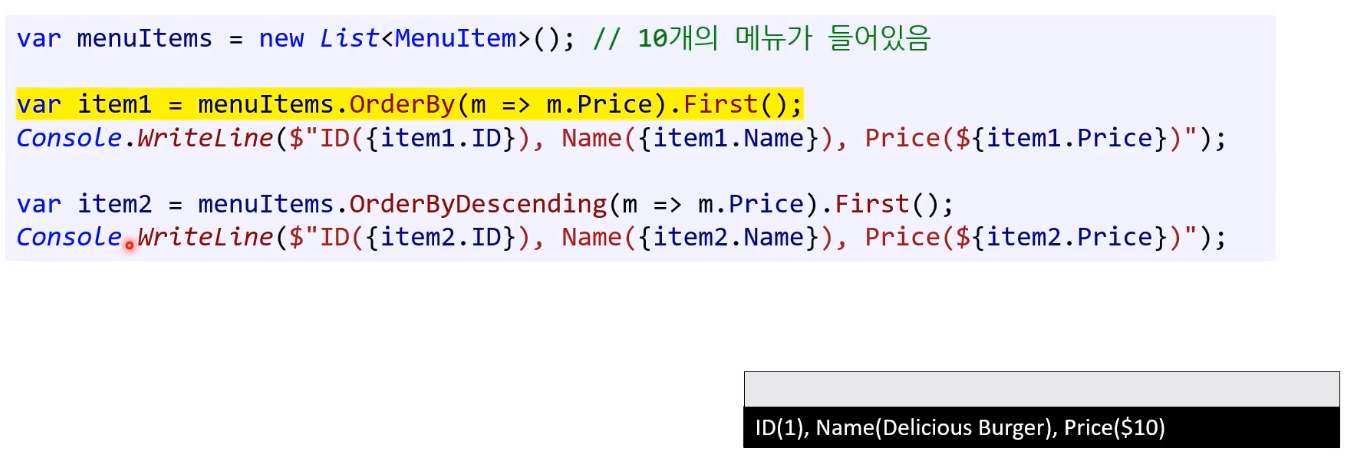 var menuItems = new List<MenuItem>(); // 10개의 메뉴가 들어있음
var item1 = menuItems.OrderBy(m => m.Price).First();
Console.WriteLine($"ID({item1.ID}), Name({item1.Name}), Price(${item1.Price})");
var item2 = menuItems.OrderByDescending(m => m.Price).First();
Console.WriteLine($"ID({item2.ID}), Name({item2.Name}), Price(${item2.Price})");
ID(1), Name(Delicious Burger), Price($10)